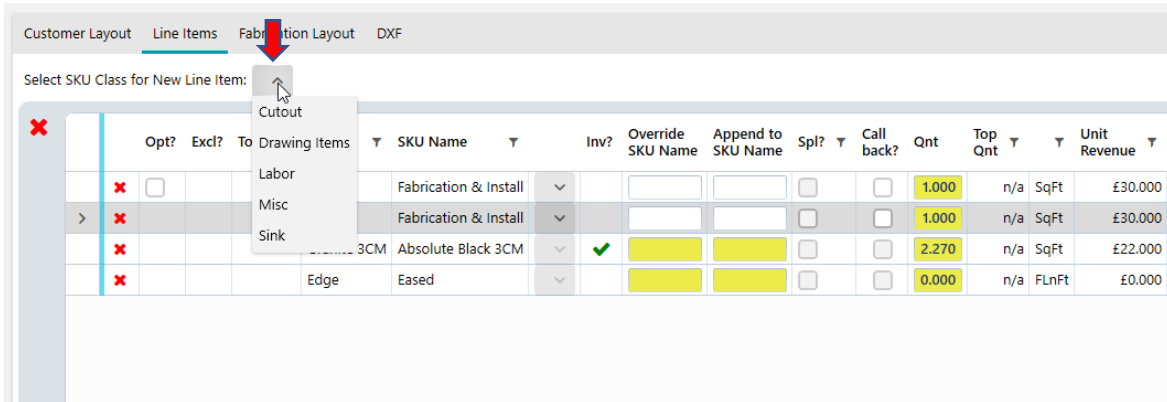 Customer Layout Line Items Fabrication Layout DXF
Select SKU Class for New Line Item:
Cutout
Drawing Items
Labor
Misc
Sink
Opt? Excl? To SKU Name Inv? Override SKU Name Append to SKU Name Spl? Call back? Qnt Top Qnt Unit Revenue
Fabrication & Install 1.000 n/a SqFt £30.000
Fabrication & Install 1.000 n/a SqFt £30.000
3CM Absolute Black 3CM 2.270 n/a SqFt £22.000
Edge Eased 0.000 n/a FLnFt £0.000